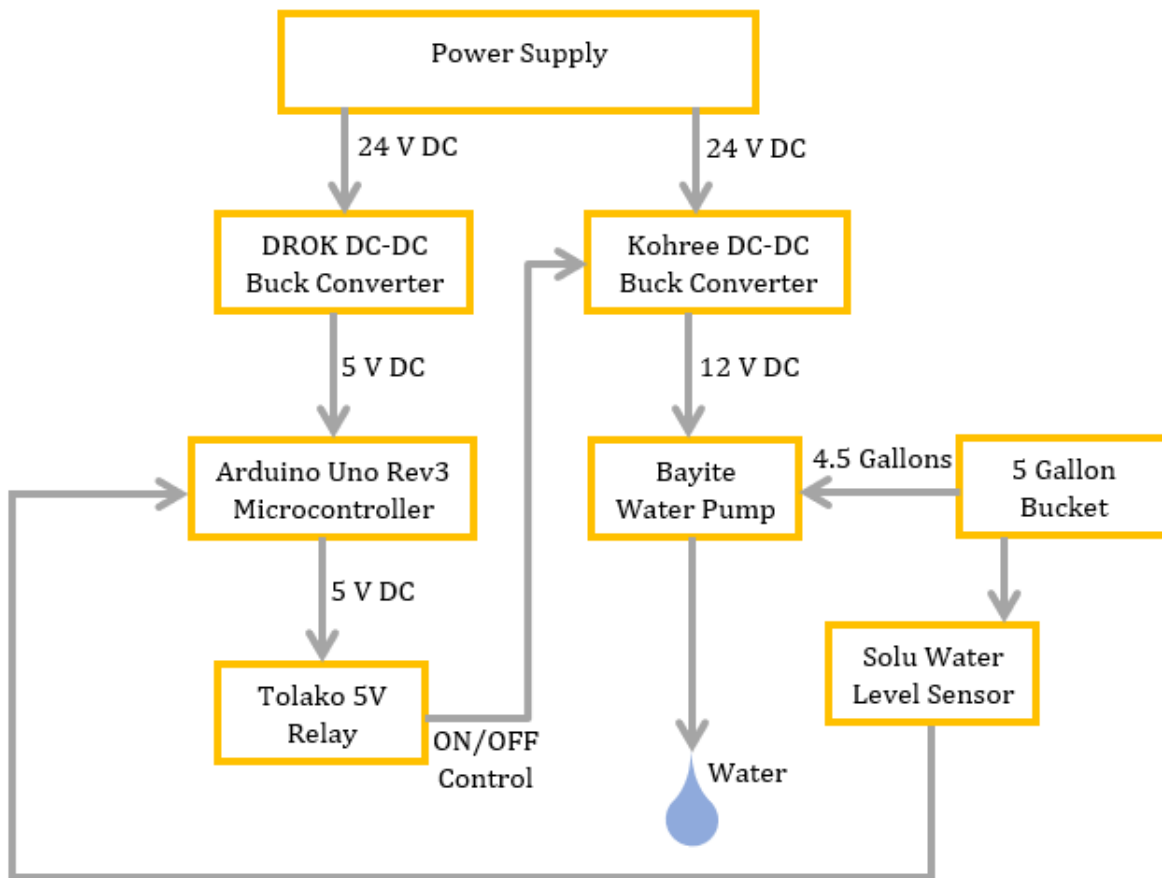 Power Supply
24 V DC
24 V DC
DROK DC-DC
Buck Converter
Kohree DC-DC
Buck Converter
5 V DC
12 V DC
Arduino Uno Rev3
Microcontroller
Bayite
Water Pump
4.5 Gallons
5 Gallon
Bucket
5 V DC
Tolako 5V
Relay
ON/OFF
Control
Solu Water
Level Sensor
Water